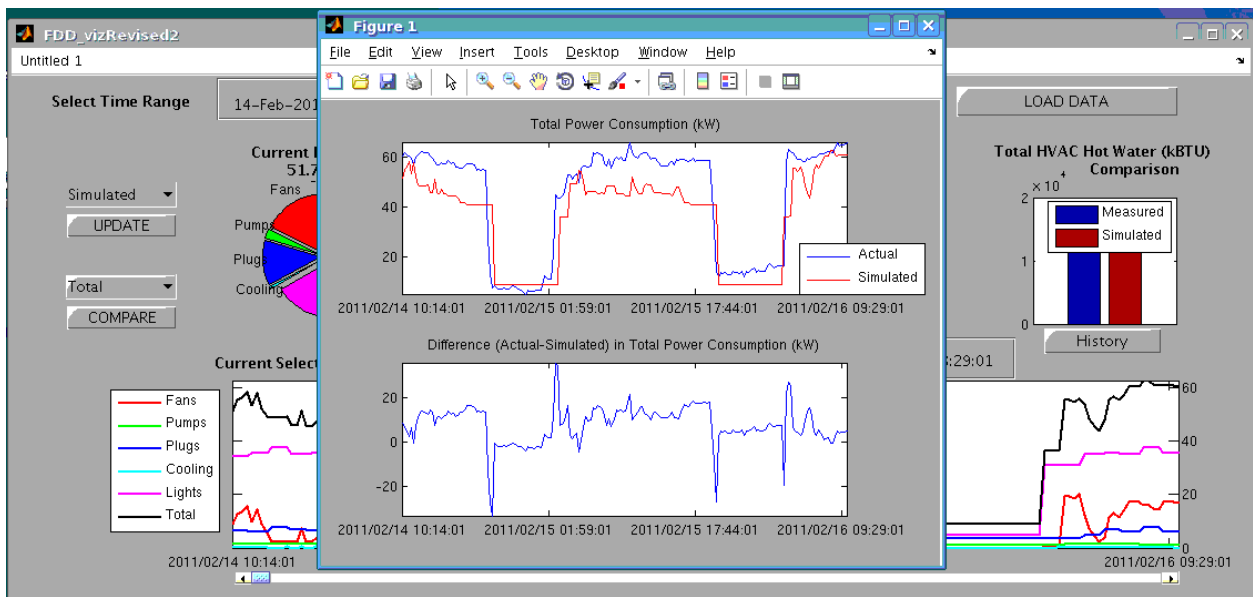 FDD_vizRevised2
Untitled 1
Select Time Range
14-Feb-201
Simulated
UPDATE
Total
COMPARE
51.7
Fans
Pumps
Plugs
Cooling
Current Selec
Fans
Pumps
Plugs
Cooling
Lights
Total
2011/02/14 10:14:01
Figure 1
File Edit View Insert Tools Desktop Window Help
Total Power Consumption (kW)
60
40
20
Actual
Simulated
2011/02/14 10:14:01 2011/02/15 01:59:01 2011/02/15 17:44:01 2011/02/16 09:29:01
Difference (Actual-Simulated) in Total Power Consumption (kW)
20
0
-20
2011/02/14 10:14:01 2011/02/15 01:59:01 2011/02/15 17:44:01 2011/02/16 09:29:01
LOAD DATA
Total HVAC Hot Water (kBTU)
Comparison
× 10⁴
2
1
0
Measured
Simulated
History
:29:01
60
40
20
0
2011/02/16 09:29:01